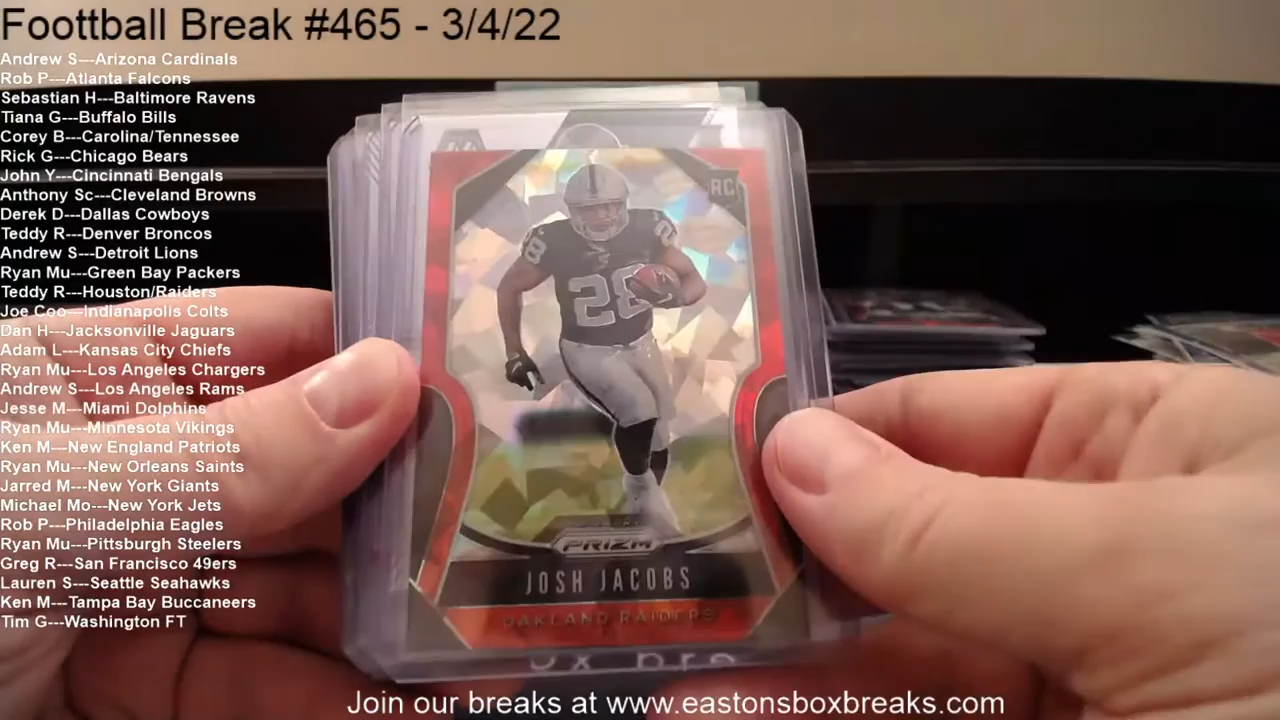 Foottball Break #465 - 3/4/22
Andrew S---Arizona Cardinals
Rob P---Atlanta Falcons
Sebastian H---Baltimore Ravens
Tiana G---Buffalo Bills
Corey B---Carolina/Tennessee
Rick G---Chicago Bears
John Y---Cincinnati Bengals
Anthony Sc---Cleveland Browns
Derek D---Dallas Cowboys
Teddy R---Denver Broncos
Andrew S---Detroit Lions
Ryan Mu---Green Bay Packers
Teddy R---Houston/Raiders
Joe Coo---Indianapolis Colts
Dan H---Jacksonville Jaguars
Adam L---Kansas City Chiefs
Ryan Mu---Los Angeles Chargers
Andrew S---Los Angeles Rams
Jesse M---Miami Dolphins
Ryan Mu---Minnesota Vikings
Ken M---New England Patriots
Ryan Mu---New Orleans Saints
Jarred M---New York Giants
Michael Mo---New York Jets
Rob P---Philadelphia Eagles
Ryan Mu---Pittsburgh Steelers
Greg R---San Francisco 49ers
Lauren S---Seattle Seahawks
Ken M---Tampa Bay Buccaneers
Tim G---Washington FT
RC
28
28
PRIZM
JOSH JACOBS
OAKLAND RAIDERS
Join our breaks at www.eastonsboxbreaks.com